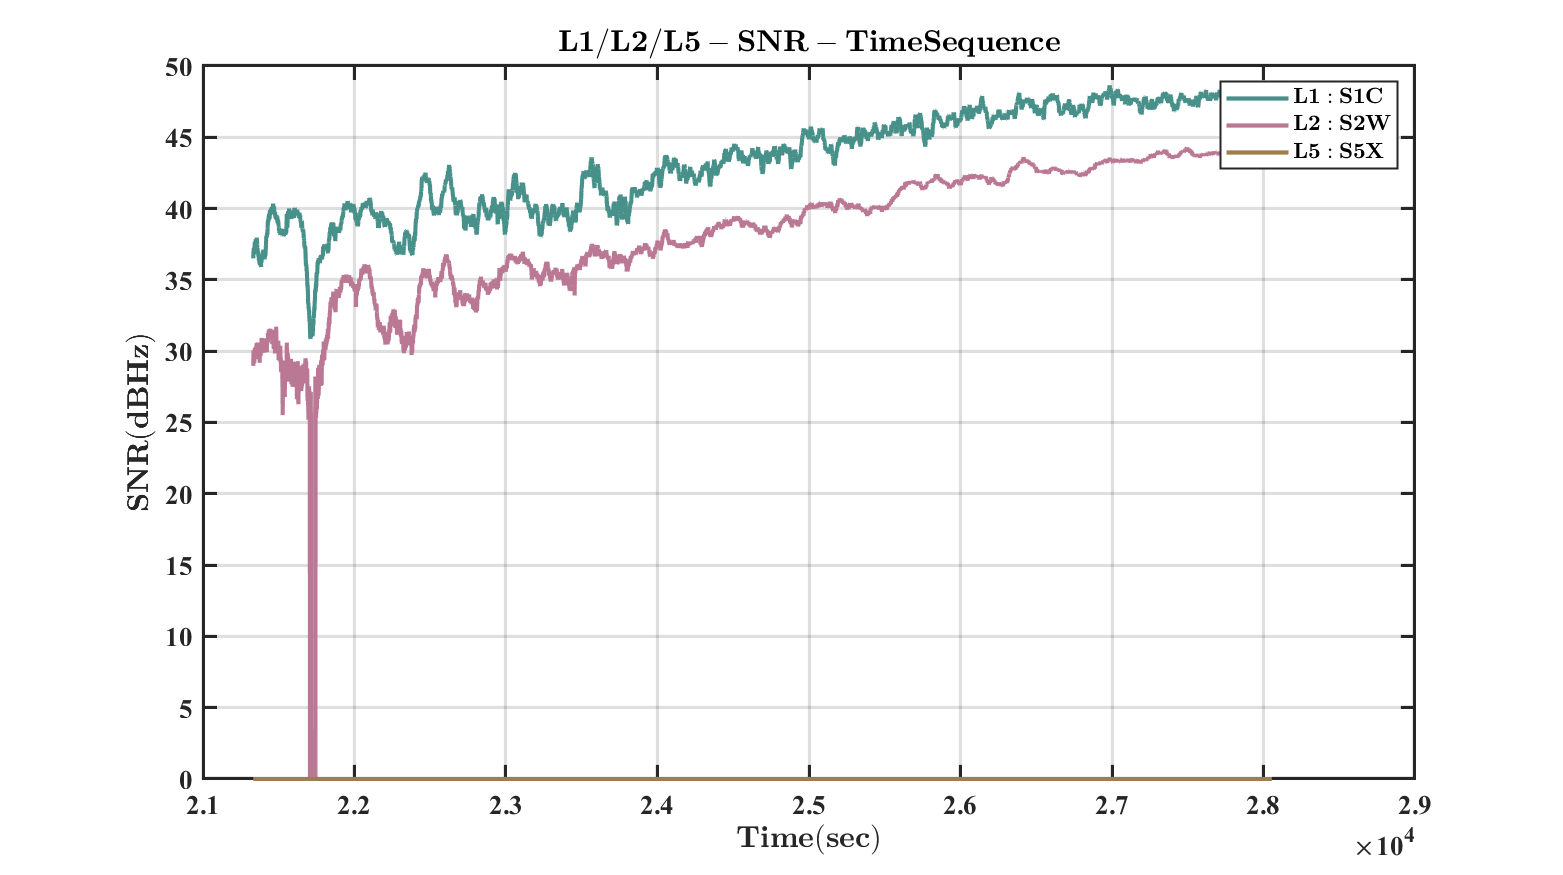 L1/L2/L5 − SNR − TimeSequence
50
45
40
35
30
25
20
15
10
5
0
SNR(dBHz)
L1 : S1C
L2 : S2W
L5 : S5X
2.1 2.2 2.3 2.4 2.5 2.6 2.7 2.8 2.9
Time(sec)
×10⁴